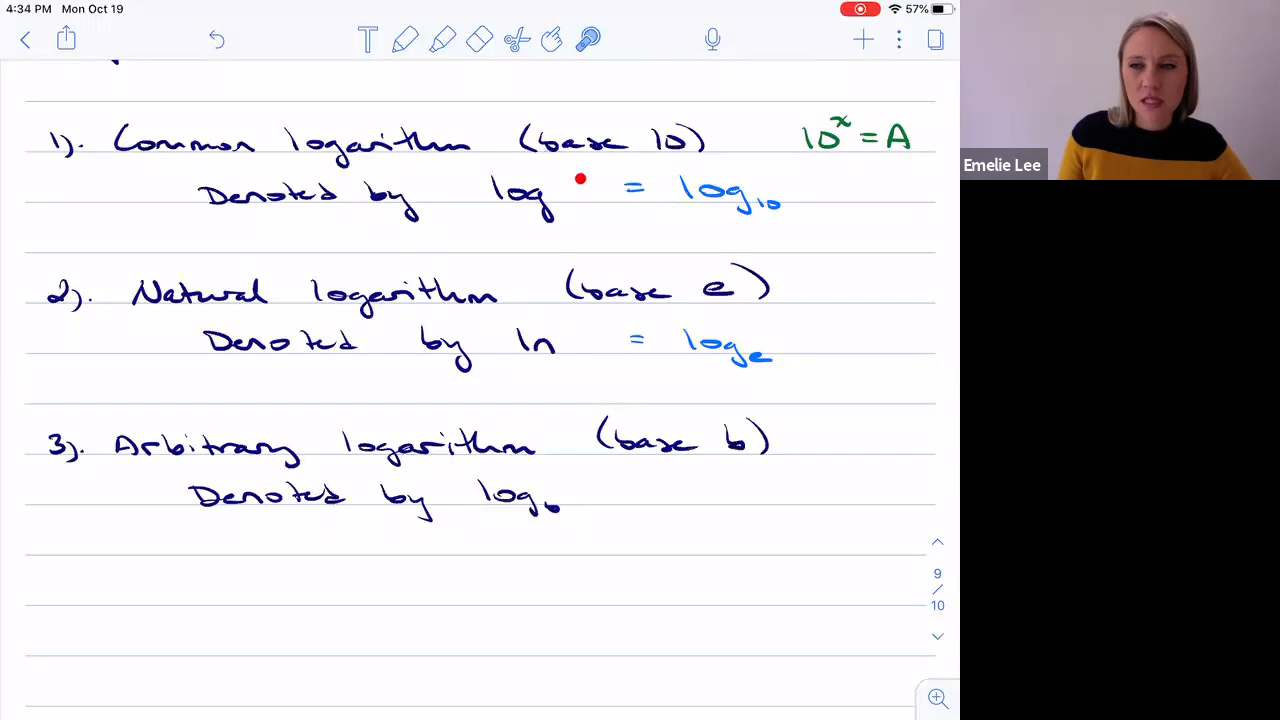 4:34 PM Mon Oct 19
57%
1). Common logarithm (base 10) 10^x = A
Denoted by log = log₁₀
Emelie Lee
2). Natural logarithm (base e)
Denoted by ln = logₑ
3). Arbitrary logarithm (base b)
Denoted by log_b
9
/
10